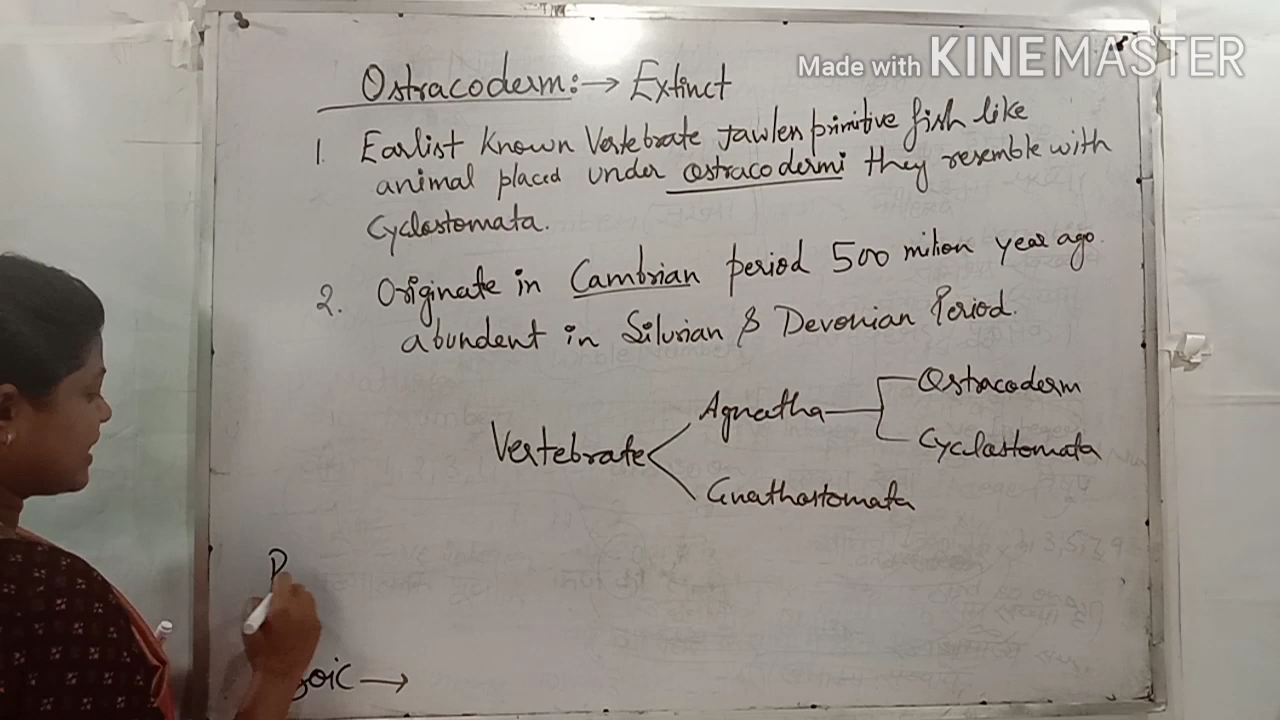 Made with KINEMASTER
Ostracoderm:→ Extinct
1. Earlist known Vertebrate Jawlen primitive fish like
animal placed under ostracodermi they resemble with
Cyclostomata.
2. Originate in Cambrian period 500 milion year ago.
abundent in Silurian & Devonian Period.
Vertebrate
Agnatha
Ostracoderm
Cyclostomata
Gnathostomata
P
zoic →